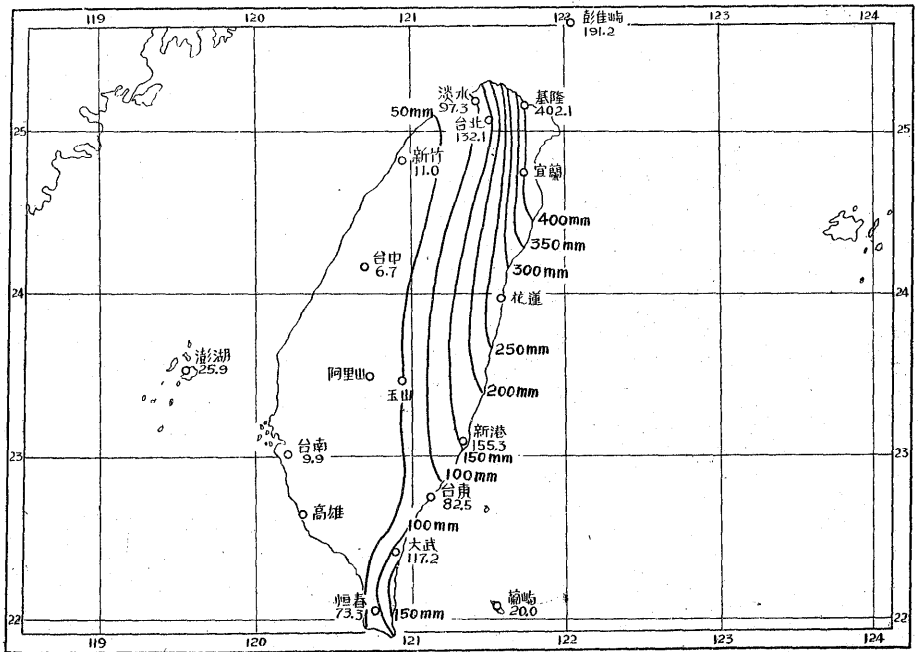 119 120 121 122 123 124
彭佳嶼
191.2
淡水
97.3
基隆
402.1
50mm
台北
132.1
25 25
新竹
11.0
宜蘭
400mm
350mm
台中
6.7
300mm
24 24
花蓮
澎湖
25.9
250mm
阿里山
玉山
200mm
新港
155.3
台南
9.9
150mm
23 23
100mm
台東
82.5
高雄
100mm
大武
117.2
恒春
73.3
150mm
蘭嶼
20.0
22 22
119 120 121 122 123 124